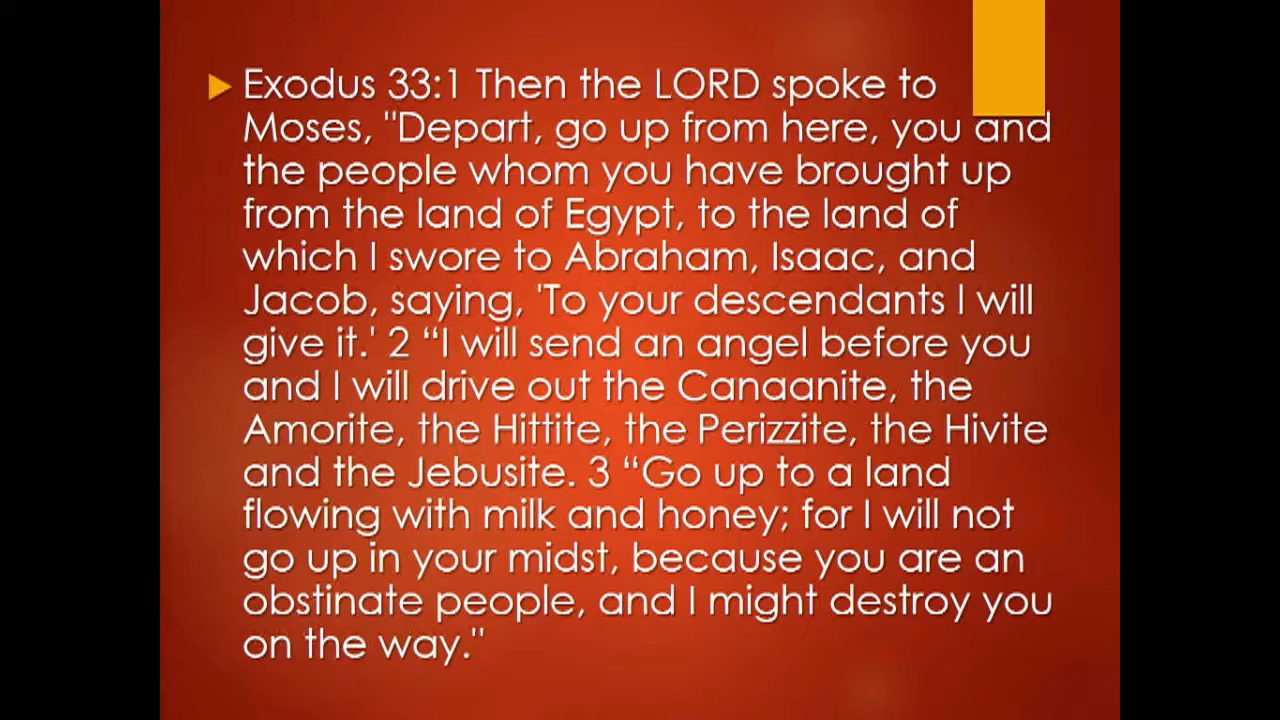 Exodus 33:1 Then the LORD spoke to
Moses, "Depart, go up from here, you and
the people whom you have brought up
from the land of Egypt, to the land of
which I swore to Abraham, Isaac, and
Jacob, saying, 'To your descendants I will
give it.' 2 “I will send an angel before you
and I will drive out the Canaanite, the
Amorite, the Hittite, the Perizzite, the Hivite
and the Jebusite. 3 “Go up to a land
flowing with milk and honey; for I will not
go up in your midst, because you are an
obstinate people, and I might destroy you
on the way."